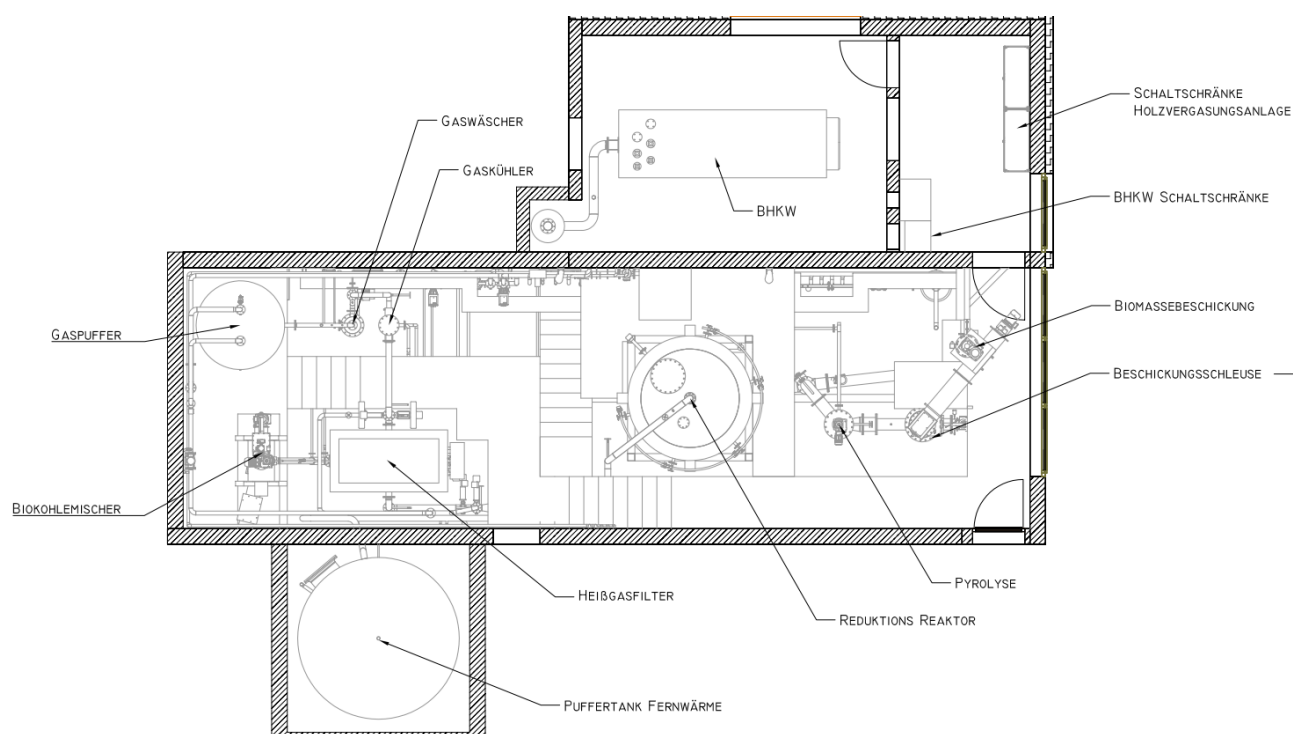 Schaltschränke
Holzvergasungsanlage
Gaswäscher
Gaskühler
BHKW
BHKW Schaltschränke
Biomassebeschickung
Gaspuffer
Beschickungsschleuse
Biokohlemischer
Pyrolyse
Heißgasfilter
Reduktions Reaktor
Puffertank Fernwärme